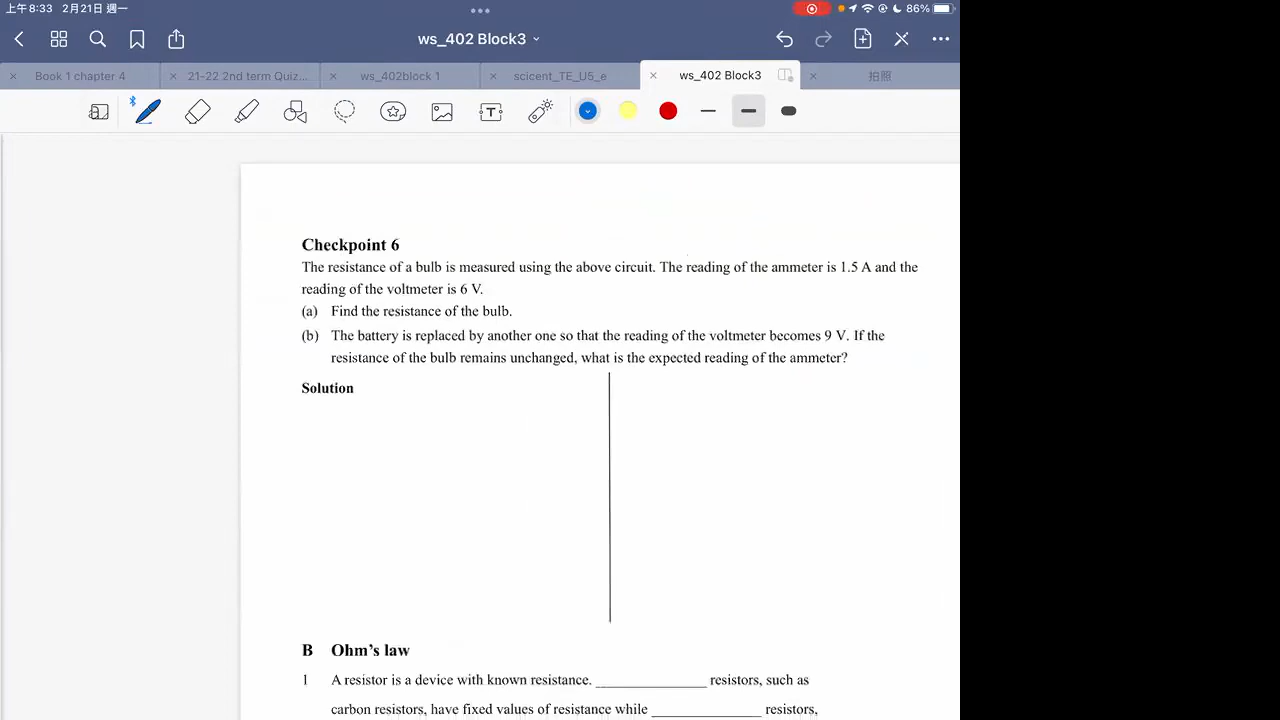 上午8:33 2月21日 週一
86%
ws_402 Block3
Book 1 chapter 4
21-22.2nd term Quiz...
ws_402block 1
scicent_TE_U5_e
ws_402 Block3
拍照
Checkpoint 6
The resistance of a bulb is measured using the above circuit. The reading of the ammeter is 1.5 A and the
reading of the voltmeter is 6 V.
(a) Find the resistance of the bulb.
(b) The battery is replaced by another one so that the reading of the voltmeter becomes 9 V. If the
resistance of the bulb remains unchanged, what is the expected reading of the ammeter?
Solution
B Ohm's law
1 A resistor is a device with known resistance. _______________ resistors, such as
carbon resistors, have fixed values of resistance while _______________ resistors,